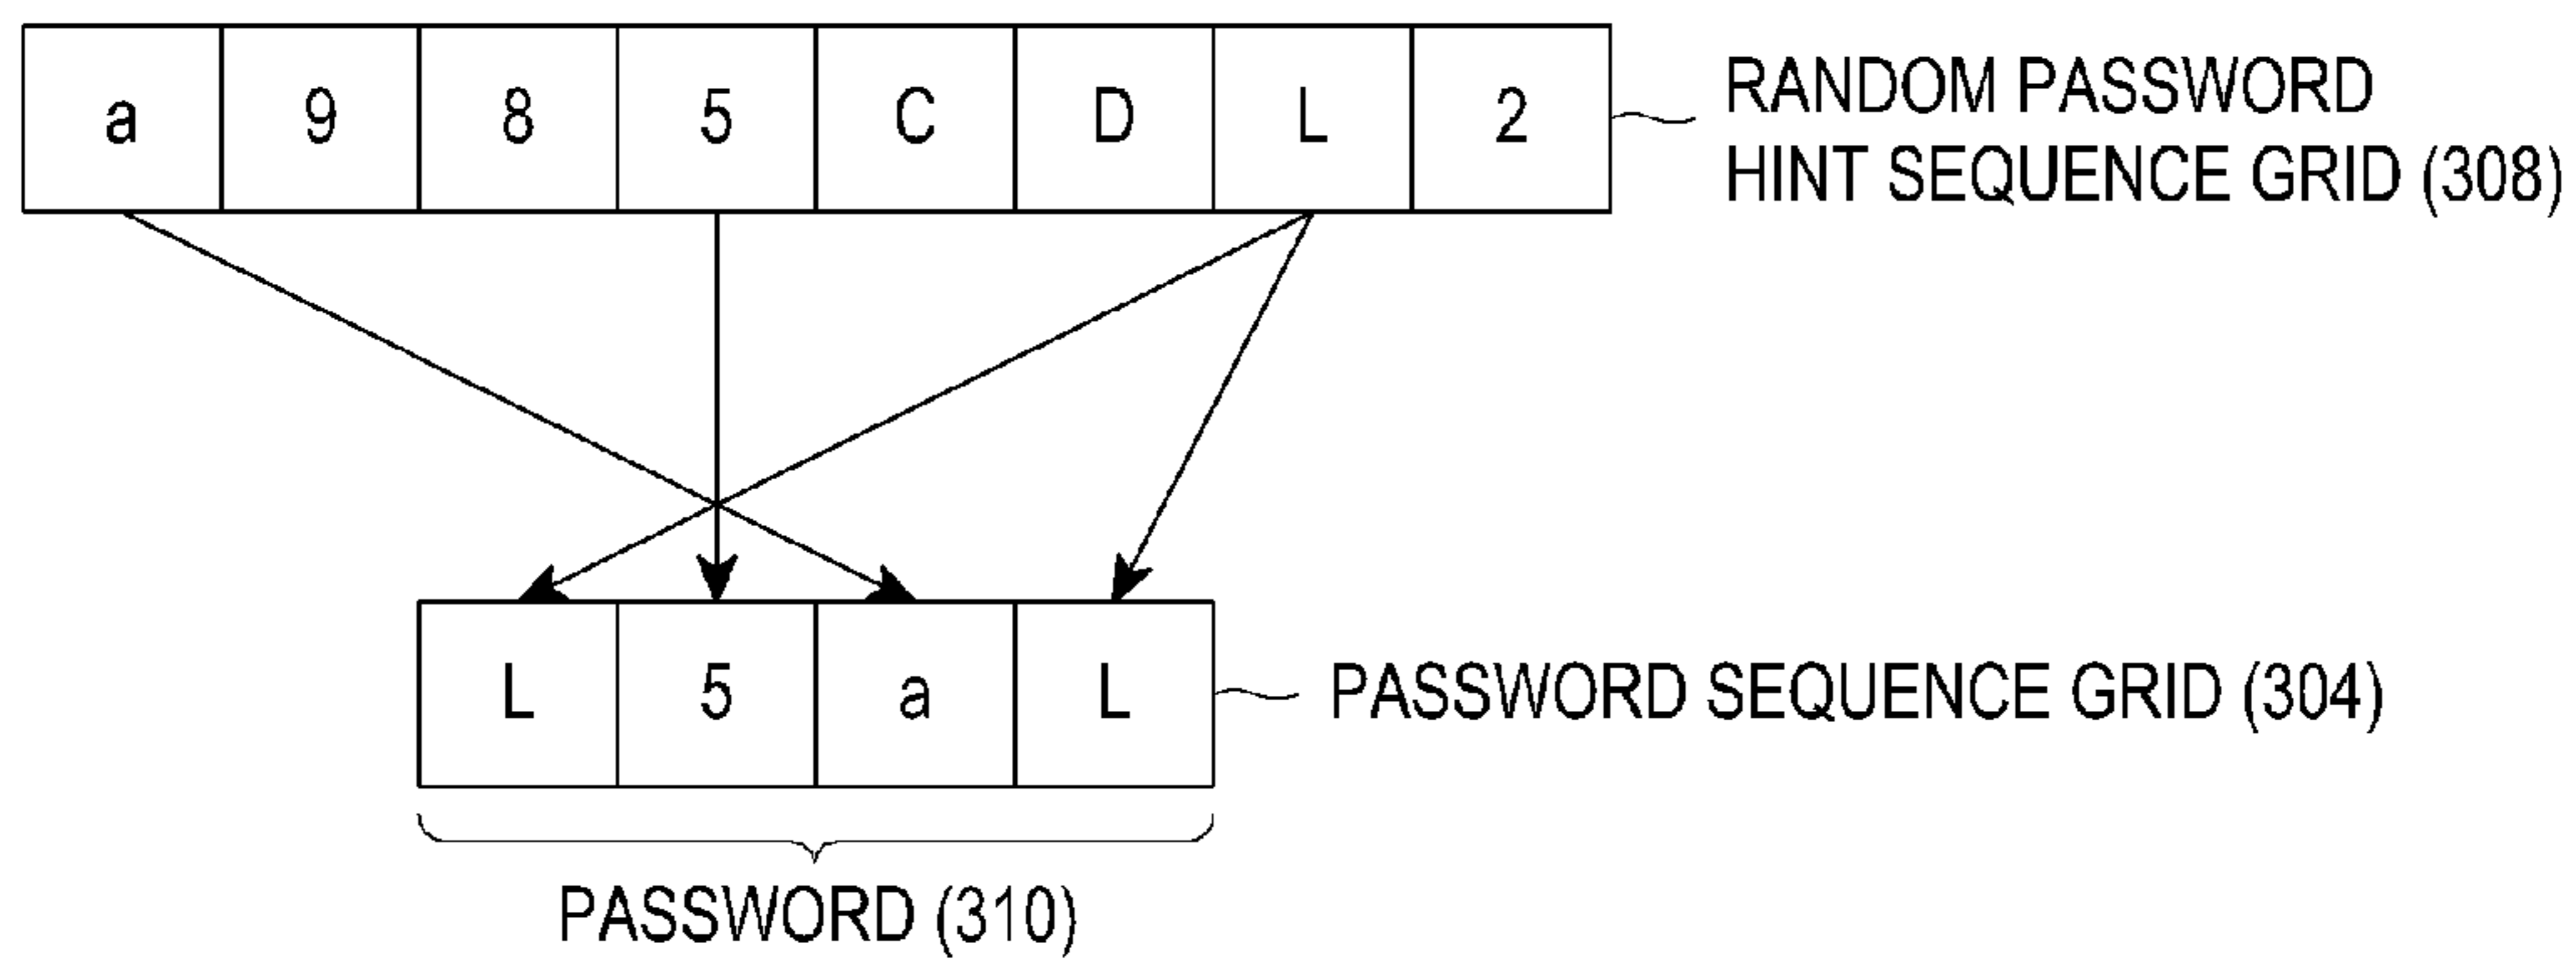 a 9 8 5 C D L 2
RANDOM PASSWORD
HINT SEQUENCE GRID (308)
L 5 a L
PASSWORD SEQUENCE GRID (304)
PASSWORD (310)